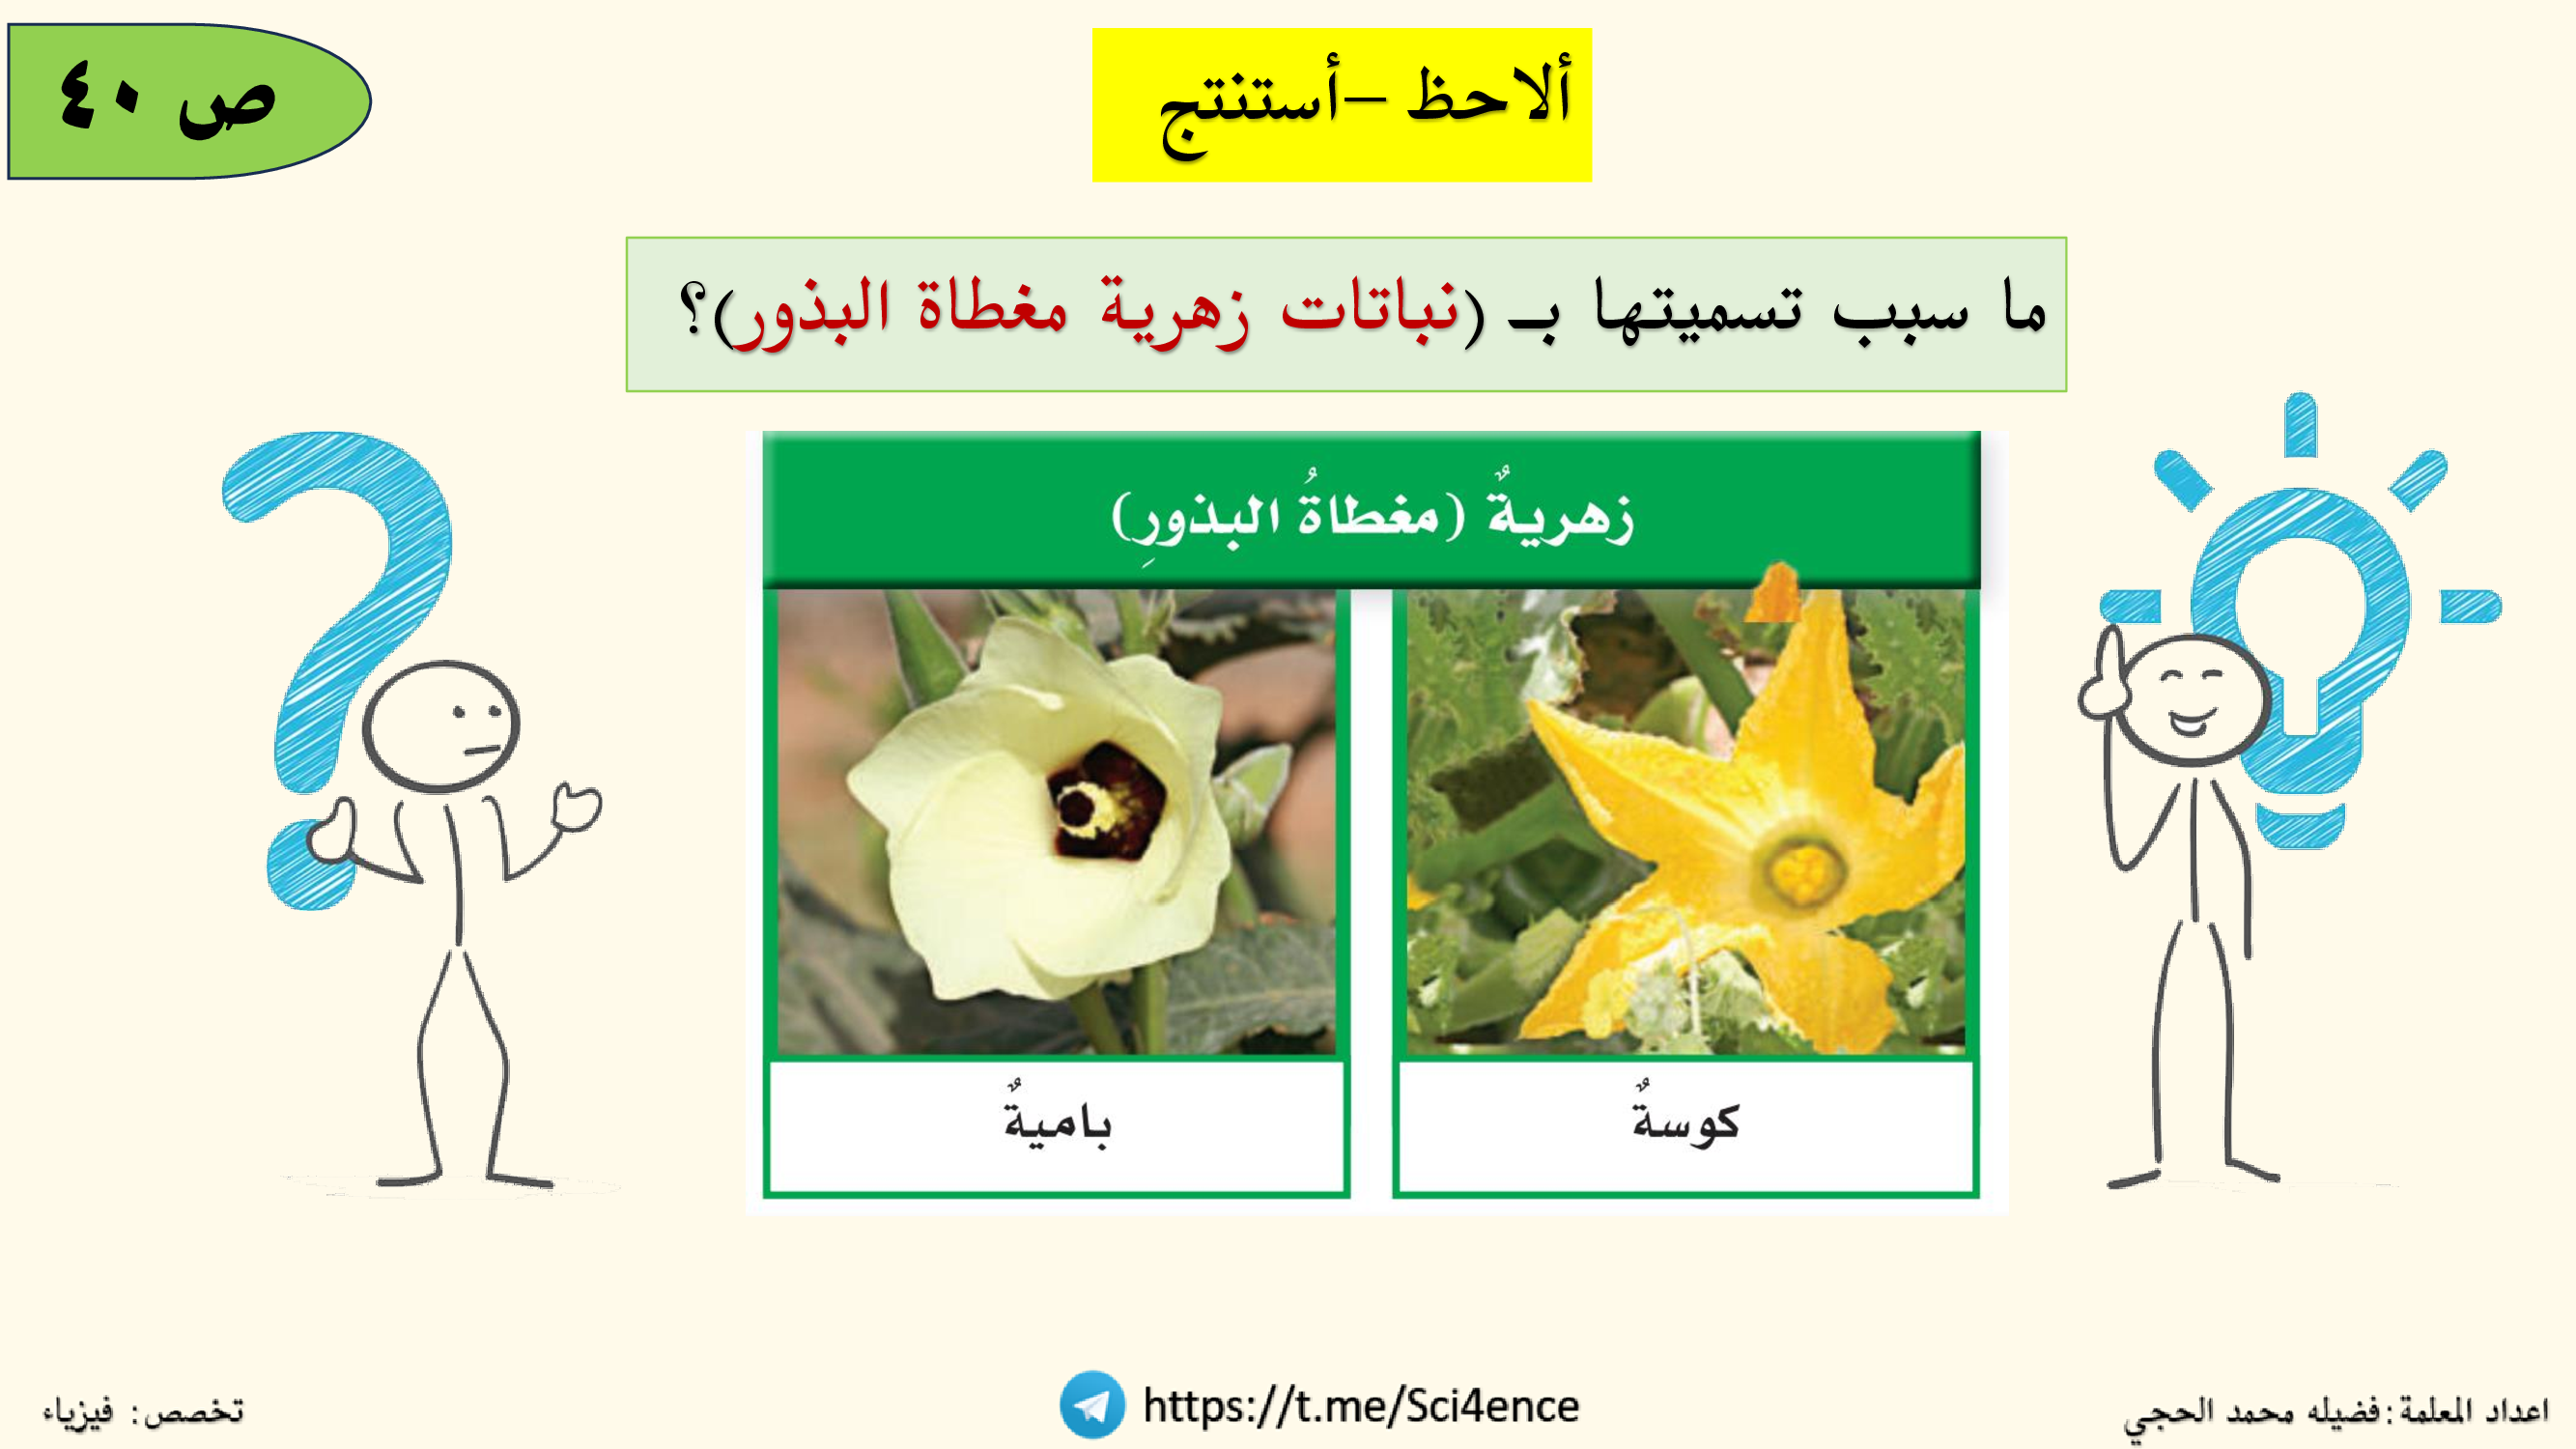 ص ٤٠
ألاحظ –أستنتج
ما سبب تسميتها بـ (نباتات زهرية مغطاة البذور)؟
زهريةٌ (مغطاةُ البذورِ)
كوسةٌ
باميةٌ
اعداد المعلمة:فضيله محمد الحجي
https://t.me/Sci4ence
تخصص: فيزياء